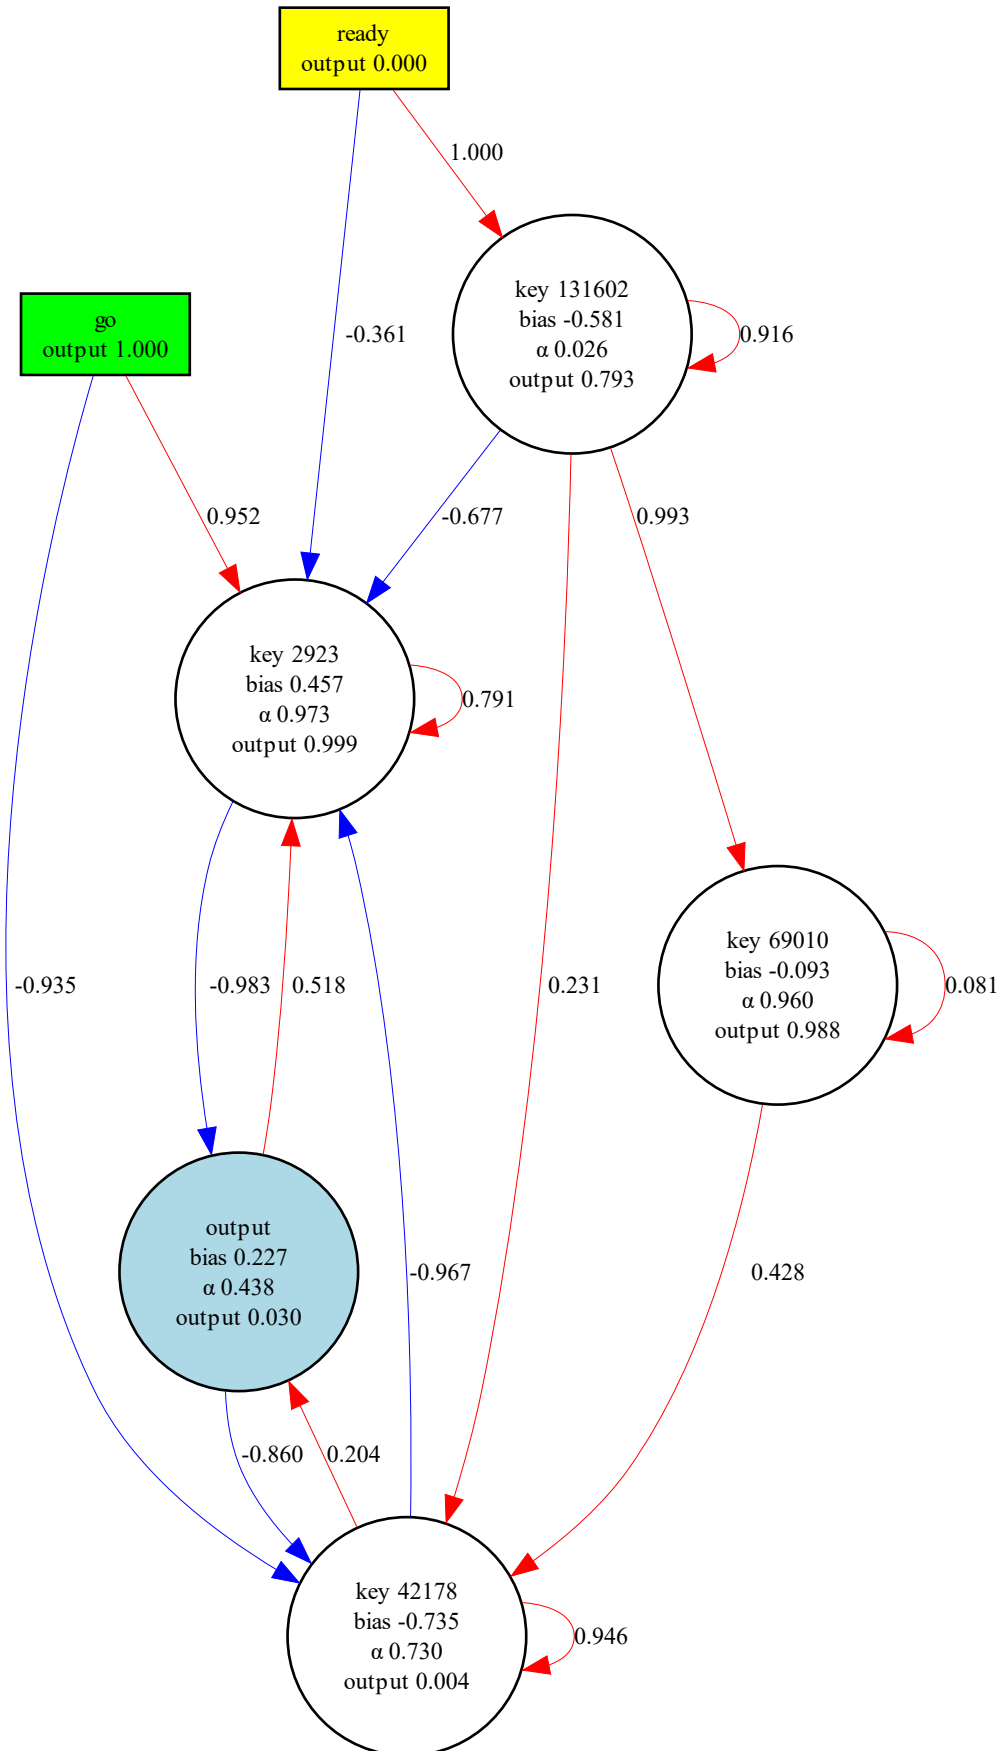 ready
output 0.000
1.000
key 131602
bias -0.581
α 0.026
output 0.793
0.916
-0.361
go
output 1.000
0.952
-0.677
0.993
key 2923
bias 0.457
α 0.973
output 0.999
0.791
key 69010
bias -0.093
α 0.960
output 0.988
0.081
-0.935
-0.983
0.518
0.231
output
bias 0.227
α 0.438
output 0.030
-0.967
0.428
-0.860
0.204
key 42178
bias -0.735
α 0.730
output 0.004
0.946